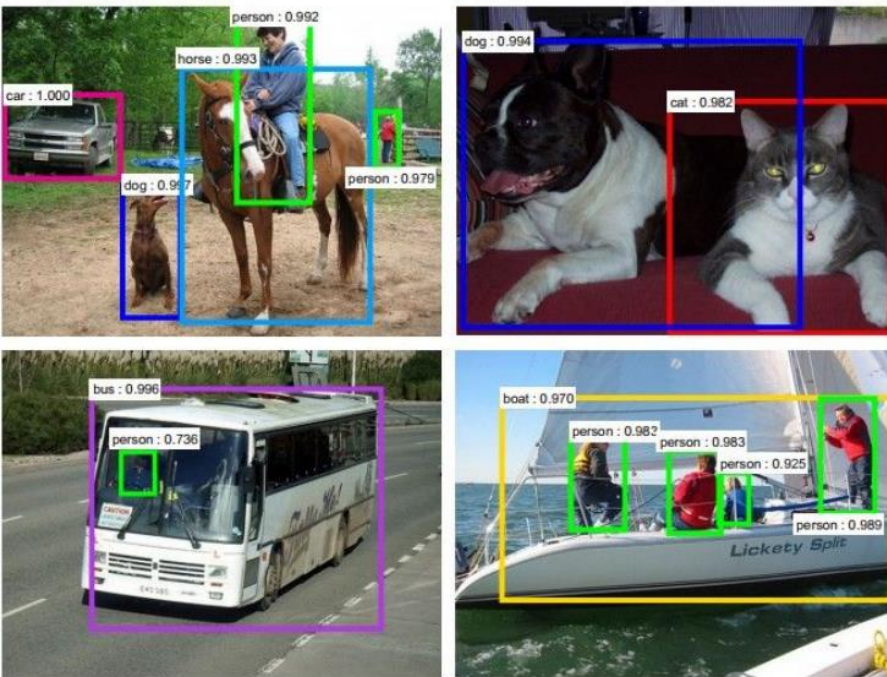 person : 0.992
horse : 0.993
car : 1.000
dog : 0.997
person : 0.979
dog : 0.994
cat : 0.982
bus : 0.996
person : 0.736
CAUTION
L
boat : 0.970
person : 0.983
person : 0.983
person : 0.925
person : 0.989
Lickety Split